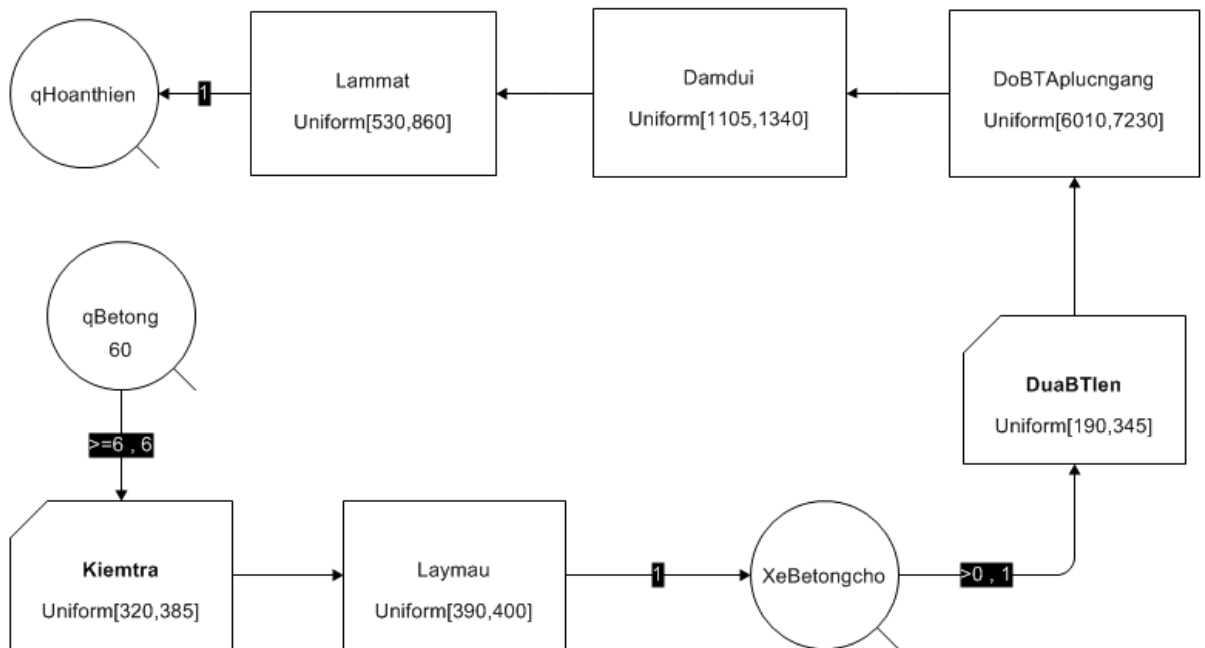 qHoanthien
1
Lammat
Uniform[530,860]
Damdui
Uniform[1105,1340]
DoBTAplucngang
Uniform[6010,7230]
qBetong
60
>=6 , 6
DuaBTlen
Uniform[190,345]
Kiemtra
Uniform[320,385]
Laymau
Uniform[390,400]
1
XeBetongcho
>0 , 1